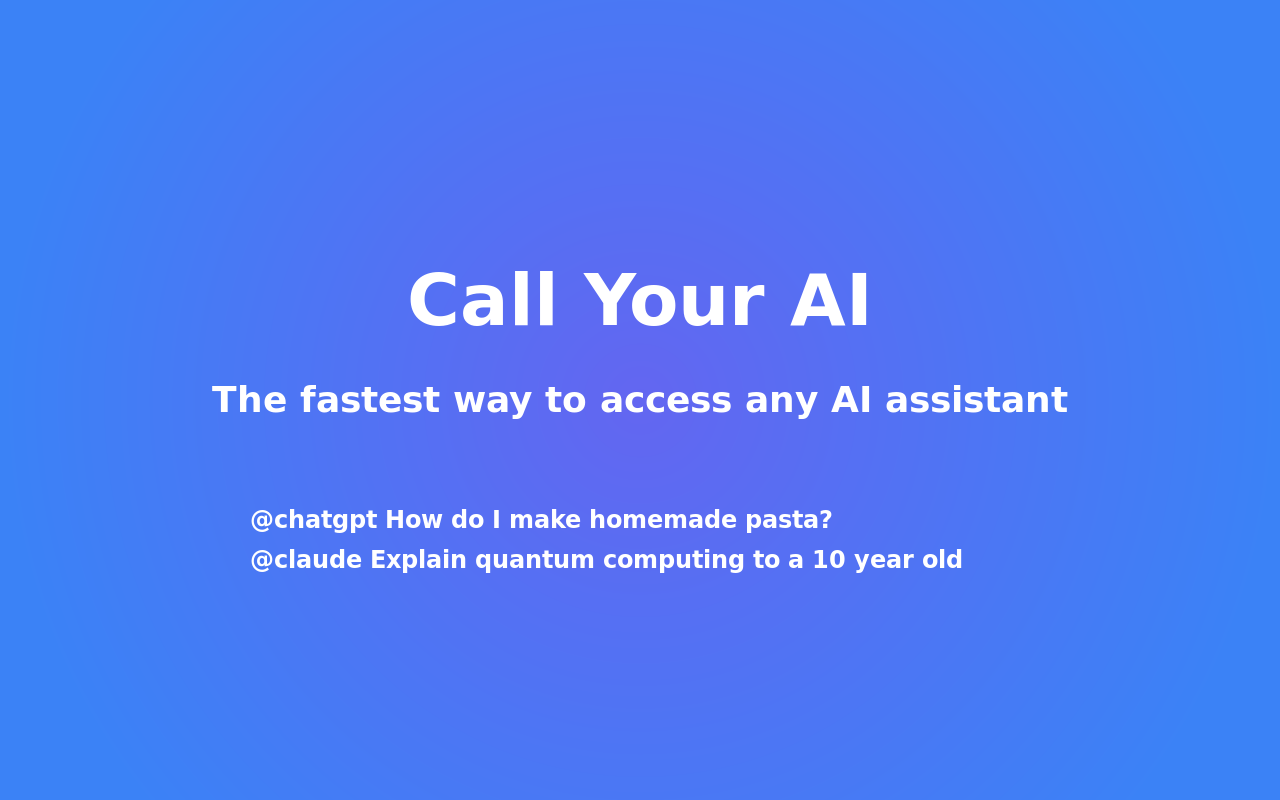 Call Your AI
The fastest way to access any AI assistant
@chatgpt How do I make homemade pasta?
@claude Explain quantum computing to a 10 year old